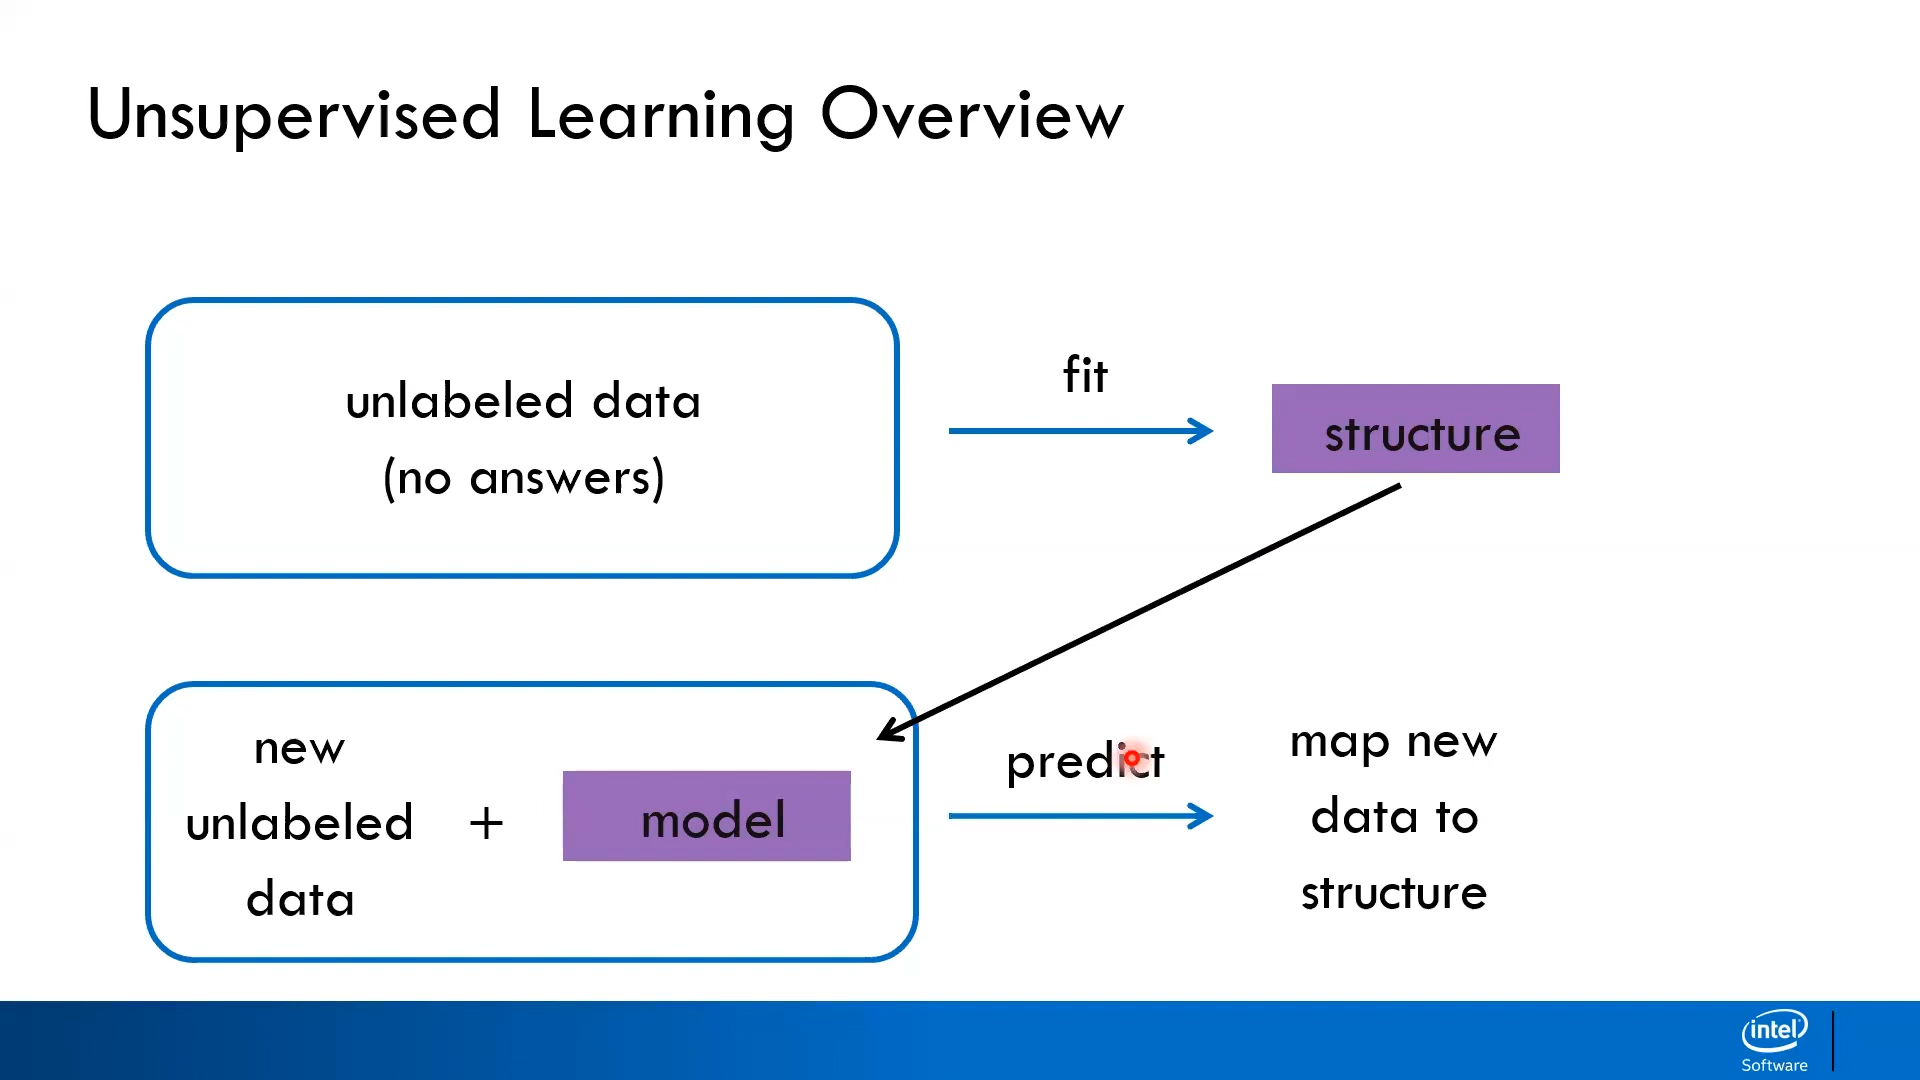 Unsupervised Learning Overview
unlabeled data
(no answers)
fit
structure
new
unlabeled
data
+
model
predict
map new
data to
structure
intel
Software